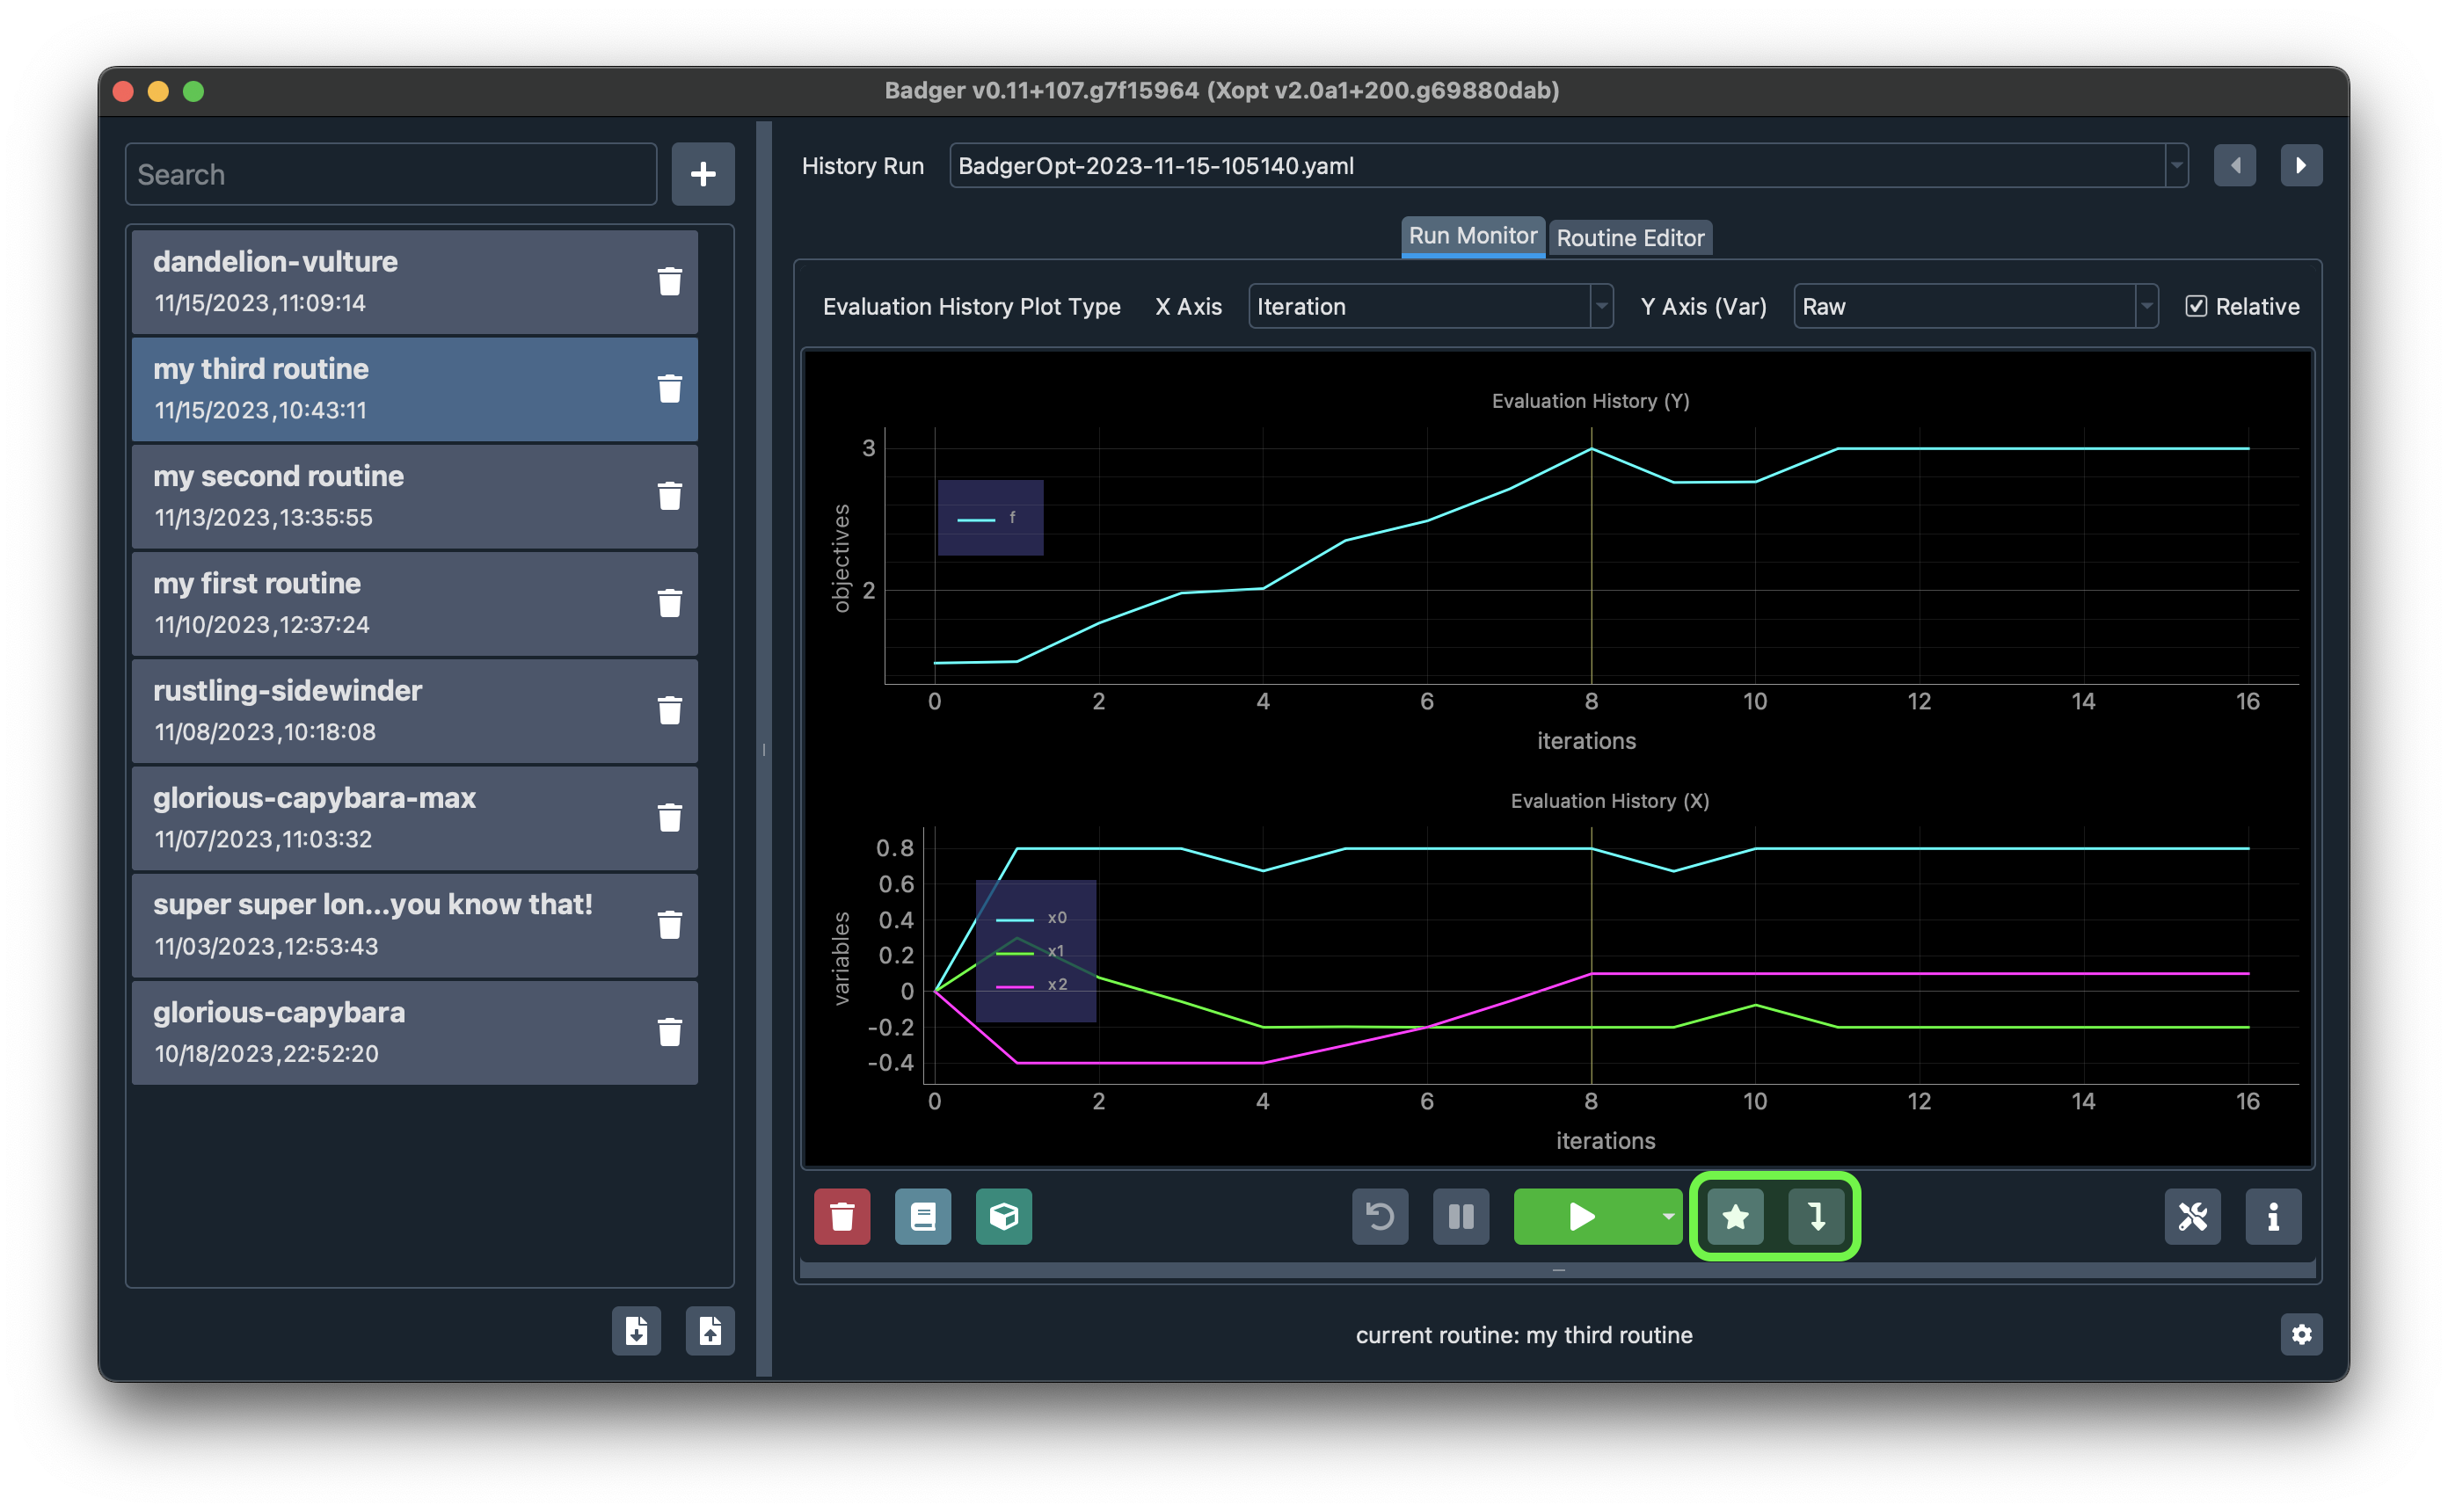 Badger v0.11+107.g7f15964 (Xopt v2.0a1+200.g69880dab)
Search
dandelion-vulture
11/15/2023,11:09:14
my third routine
11/15/2023,10:43:11
my second routine
11/13/2023,13:35:55
my first routine
11/10/2023,12:37:24
rustling-sidewinder
11/08/2023,10:18:08
glorious-capybara-max
11/07/2023,11:03:32
super super lon...you know that!
11/03/2023,12:53:43
glorious-capybara
10/18/2023,22:52:20
History Run BadgerOpt-2023-11-15-105140.yaml
Run Monitor Routine Editor
Evaluation History Plot Type X Axis Iteration Y Axis (Var) Raw Relative
Evaluation History (Y)
objectives
3
2
f
0 2 4 6 8 10 12 14 16
iterations
Evaluation History (X)
variables
0.8
0.6
0.4
0.2
0
-0.2
-0.4
x0
x1
x2
0 2 4 6 8 10 12 14 16
iterations
current routine: my third routine